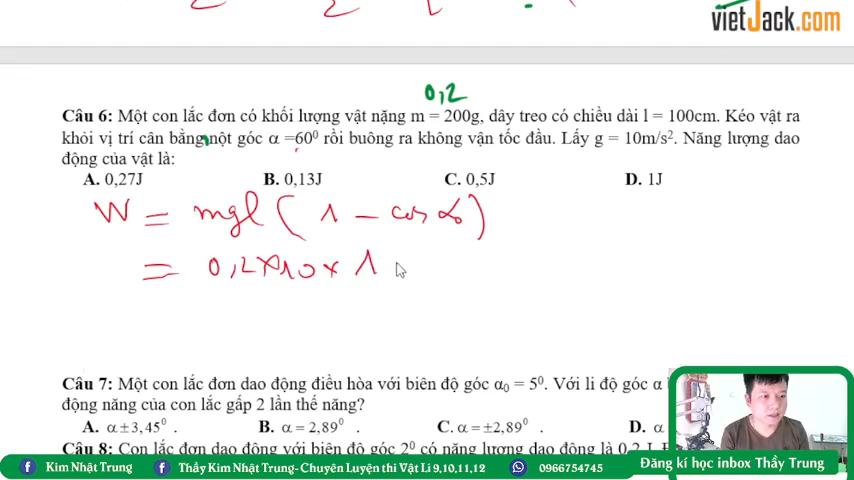 vietJack.com
0,2
Câu 6: Một con lắc đơn có khối lượng vật nặng m = 200g, dây treo có chiều dài l = 100cm. Kéo vật ra
khỏi vị trí cân bằng một góc α =60⁰ rồi buông ra không vận tốc đầu. Lấy g = 10m/s². Năng lượng dao
động của vật là:
A. 0,27J B. 0,13J C. 0,5J D. 1J
W = mgl ( 1 - cos α₀ )
= 0,2 × 10 × 1
Câu 7: Một con lắc đơn dao động điều hòa với biên độ góc α₀ = 5⁰. Với li độ góc α
động năng của con lắc gấp 2 lần thế năng?
A. α ± 3,45⁰ . B. α = 2,89⁰ . C. α = ± 2,89⁰ . D. α
Câu 8: Con lắc đơn dao động với biên độ góc 2⁰ có năng lượng dao động là 0,2 J.
Kim Nhật Trung Thầy Kim Nhật Trung- Chuyên Luyện thi Vật Lí 9,10,11,12 0966754745 Đăng kí học inbox Thầy Trung